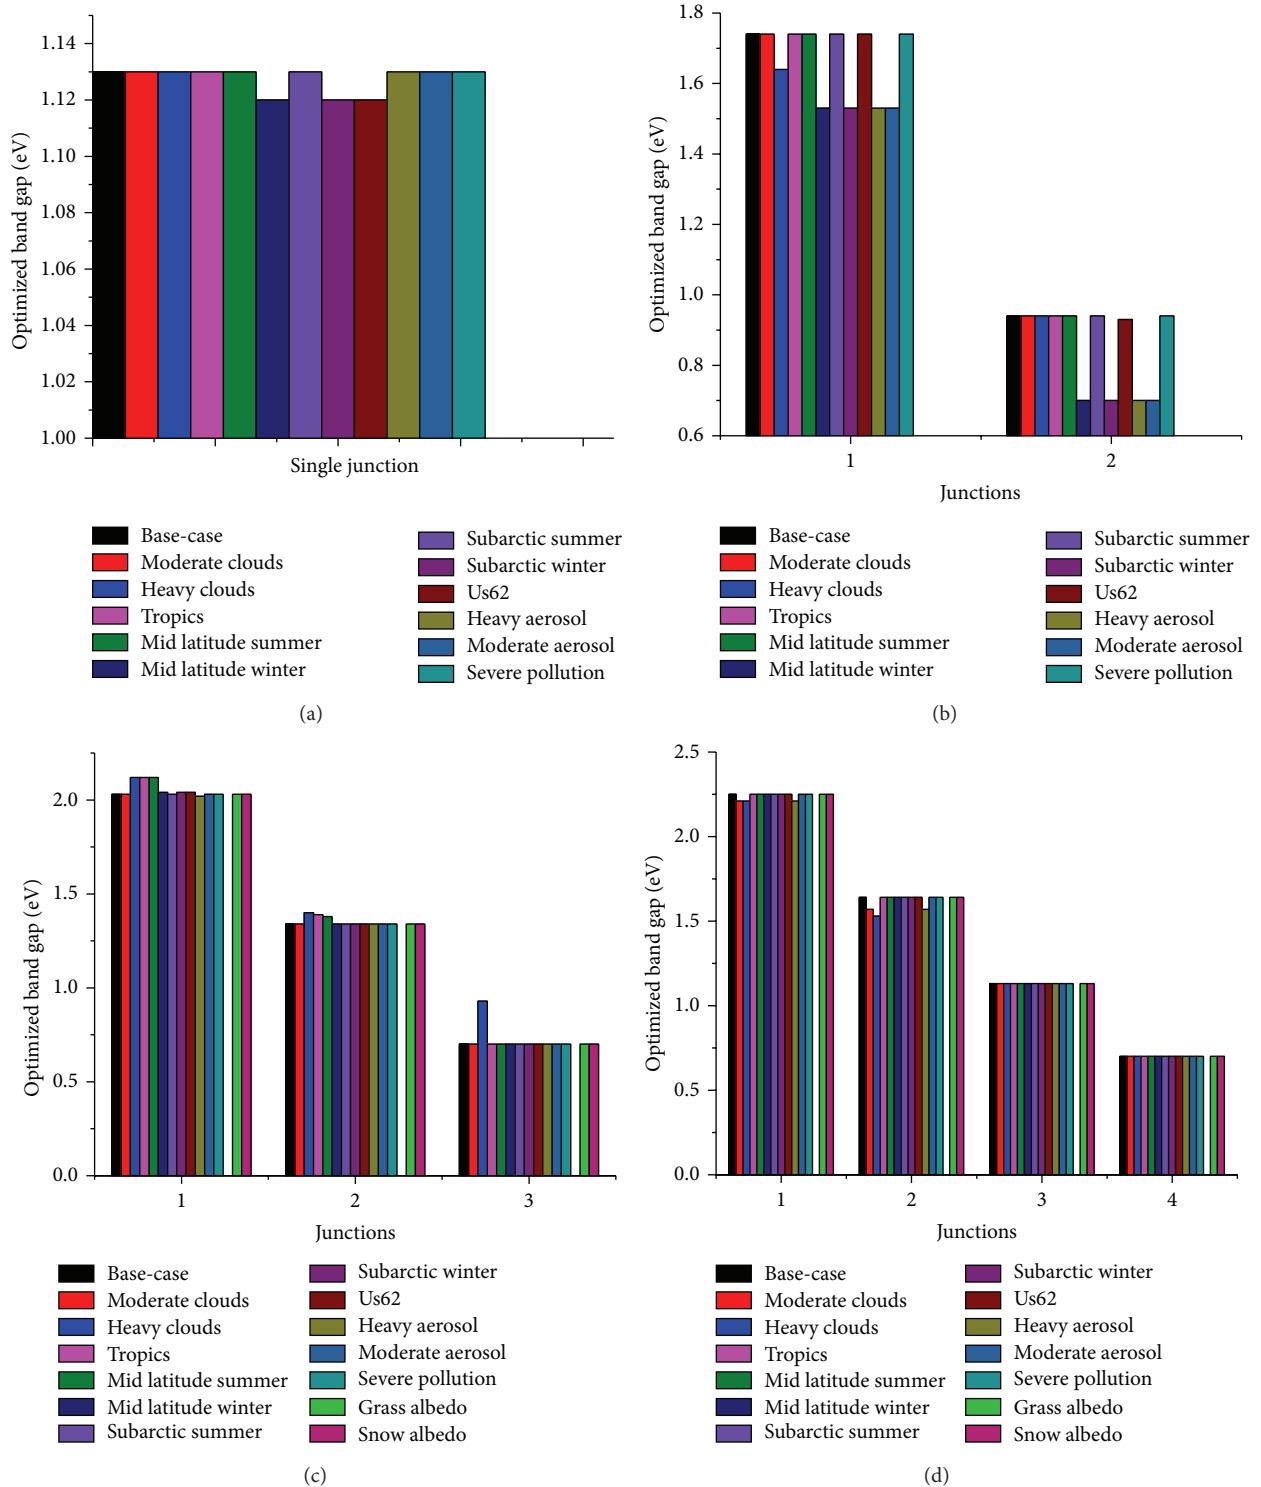 1.14
1.12
1.10
1.08
1.06
1.04
1.02
1.00
Optimized band gap (eV)
Single junction
Base-case
Moderate clouds
Heavy clouds
Tropics
Mid latitude summer
Mid latitude winter
Subarctic summer
Subarctic winter
Us62
Heavy aerosol
Moderate aerosol
Severe pollution
(a)
1.8
1.6
1.4
1.2
1.0
0.8
0.6
Optimized band gap (eV)
1 2
Junctions
Base-case
Moderate clouds
Heavy clouds
Tropics
Mid latitude summer
Mid latitude winter
Subarctic summer
Subarctic winter
Us62
Heavy aerosol
Moderate aerosol
Severe pollution
(b)
2.0
1.5
1.0
0.5
0.0
Optimized band gap (eV)
1 2 3
Junctions
Base-case
Moderate clouds
Heavy clouds
Tropics
Mid latitude summer
Mid latitude winter
Subarctic summer
Subarctic winter
Us62
Heavy aerosol
Moderate aerosol
Severe pollution
Grass albedo
Snow albedo
(c)
2.5
2.0
1.5
1.0
0.5
0.0
Optimized band gap (eV)
1 2 3 4
Junctions
Base-case
Moderate clouds
Heavy clouds
Tropics
Mid latitude summer
Mid latitude winter
Subarctic summer
Subarctic winter
Us62
Heavy aerosol
Moderate aerosol
Severe pollution
Grass albedo
Snow albedo
(d)